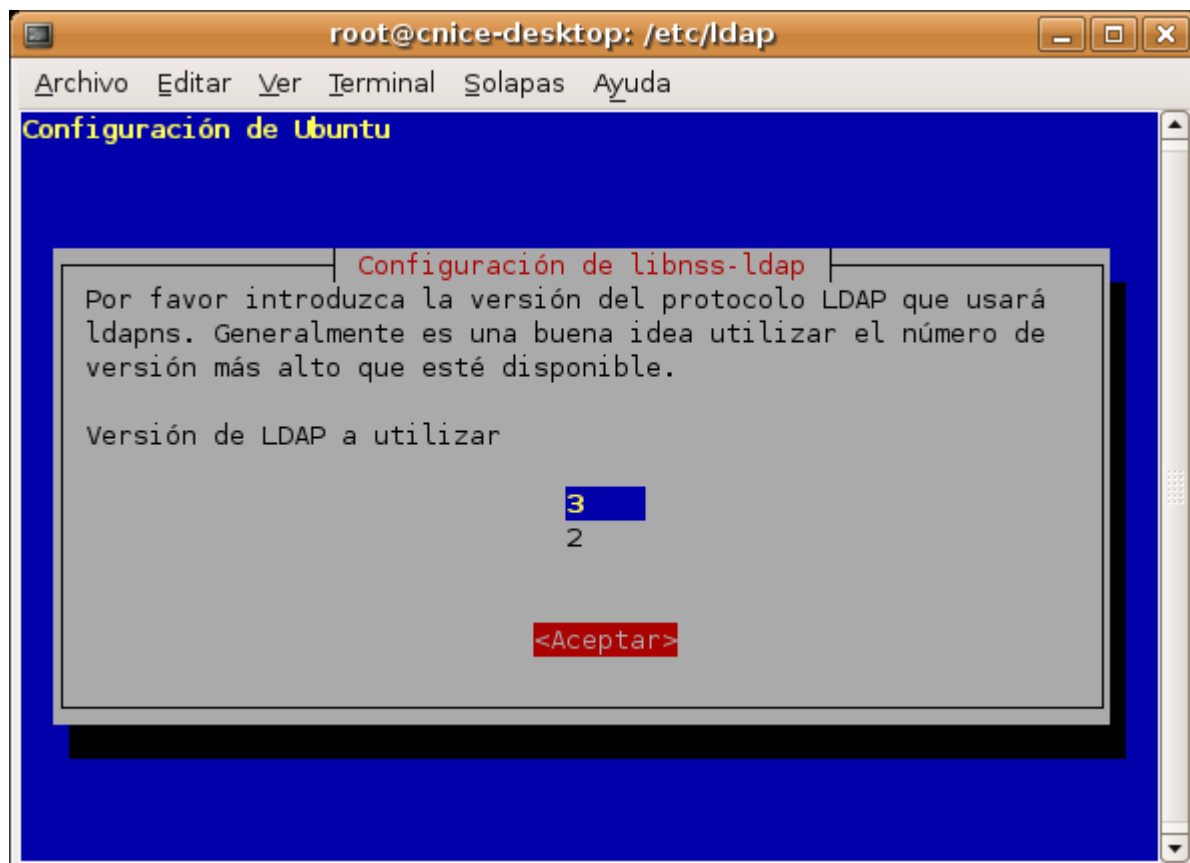 root@cnice-desktop: /etc/ldap
Archivo Editar Ver Terminal Solapas Ayuda
Configuración de Ubuntu
Configuración de libnss-ldap
Por favor introduzca la versión del protocolo LDAP que usará
ldapns. Generalmente es una buena idea utilizar el número de
versión más alto que esté disponible.
Versión de LDAP a utilizar
3
2
<Aceptar>